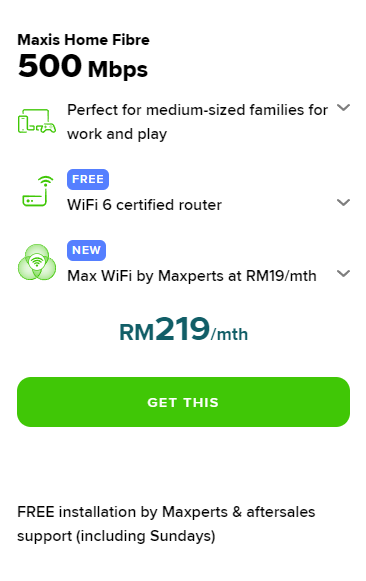 Maxis Home Fibre
500 Mbps
Perfect for medium-sized families for
work and play
FREE
WiFi 6 certified router
NEW
Max WiFi by Maxperts at RM19/mth
RM219/mth
GET THIS
FREE installation by Maxperts & aftersales
support (including Sundays)